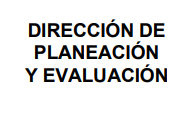 DIRECCIÓN DE
PLANEACIÓN
Y EVALUACIÓN